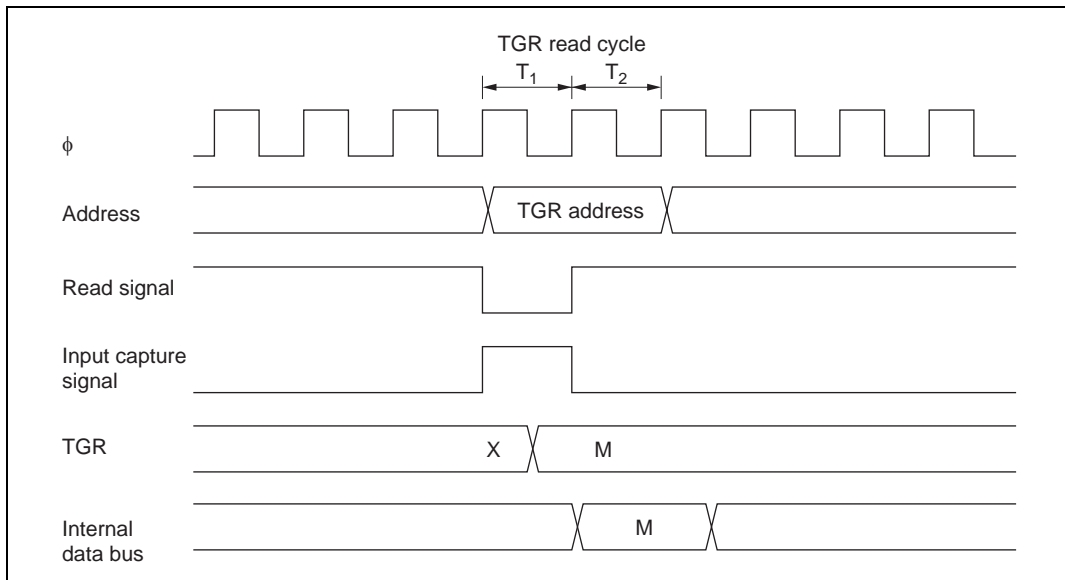 TGR read cycle
T1 T2
ϕ
Address
TGR address
Read signal
Input capture
signal
TGR
X M
Internal
data bus
M